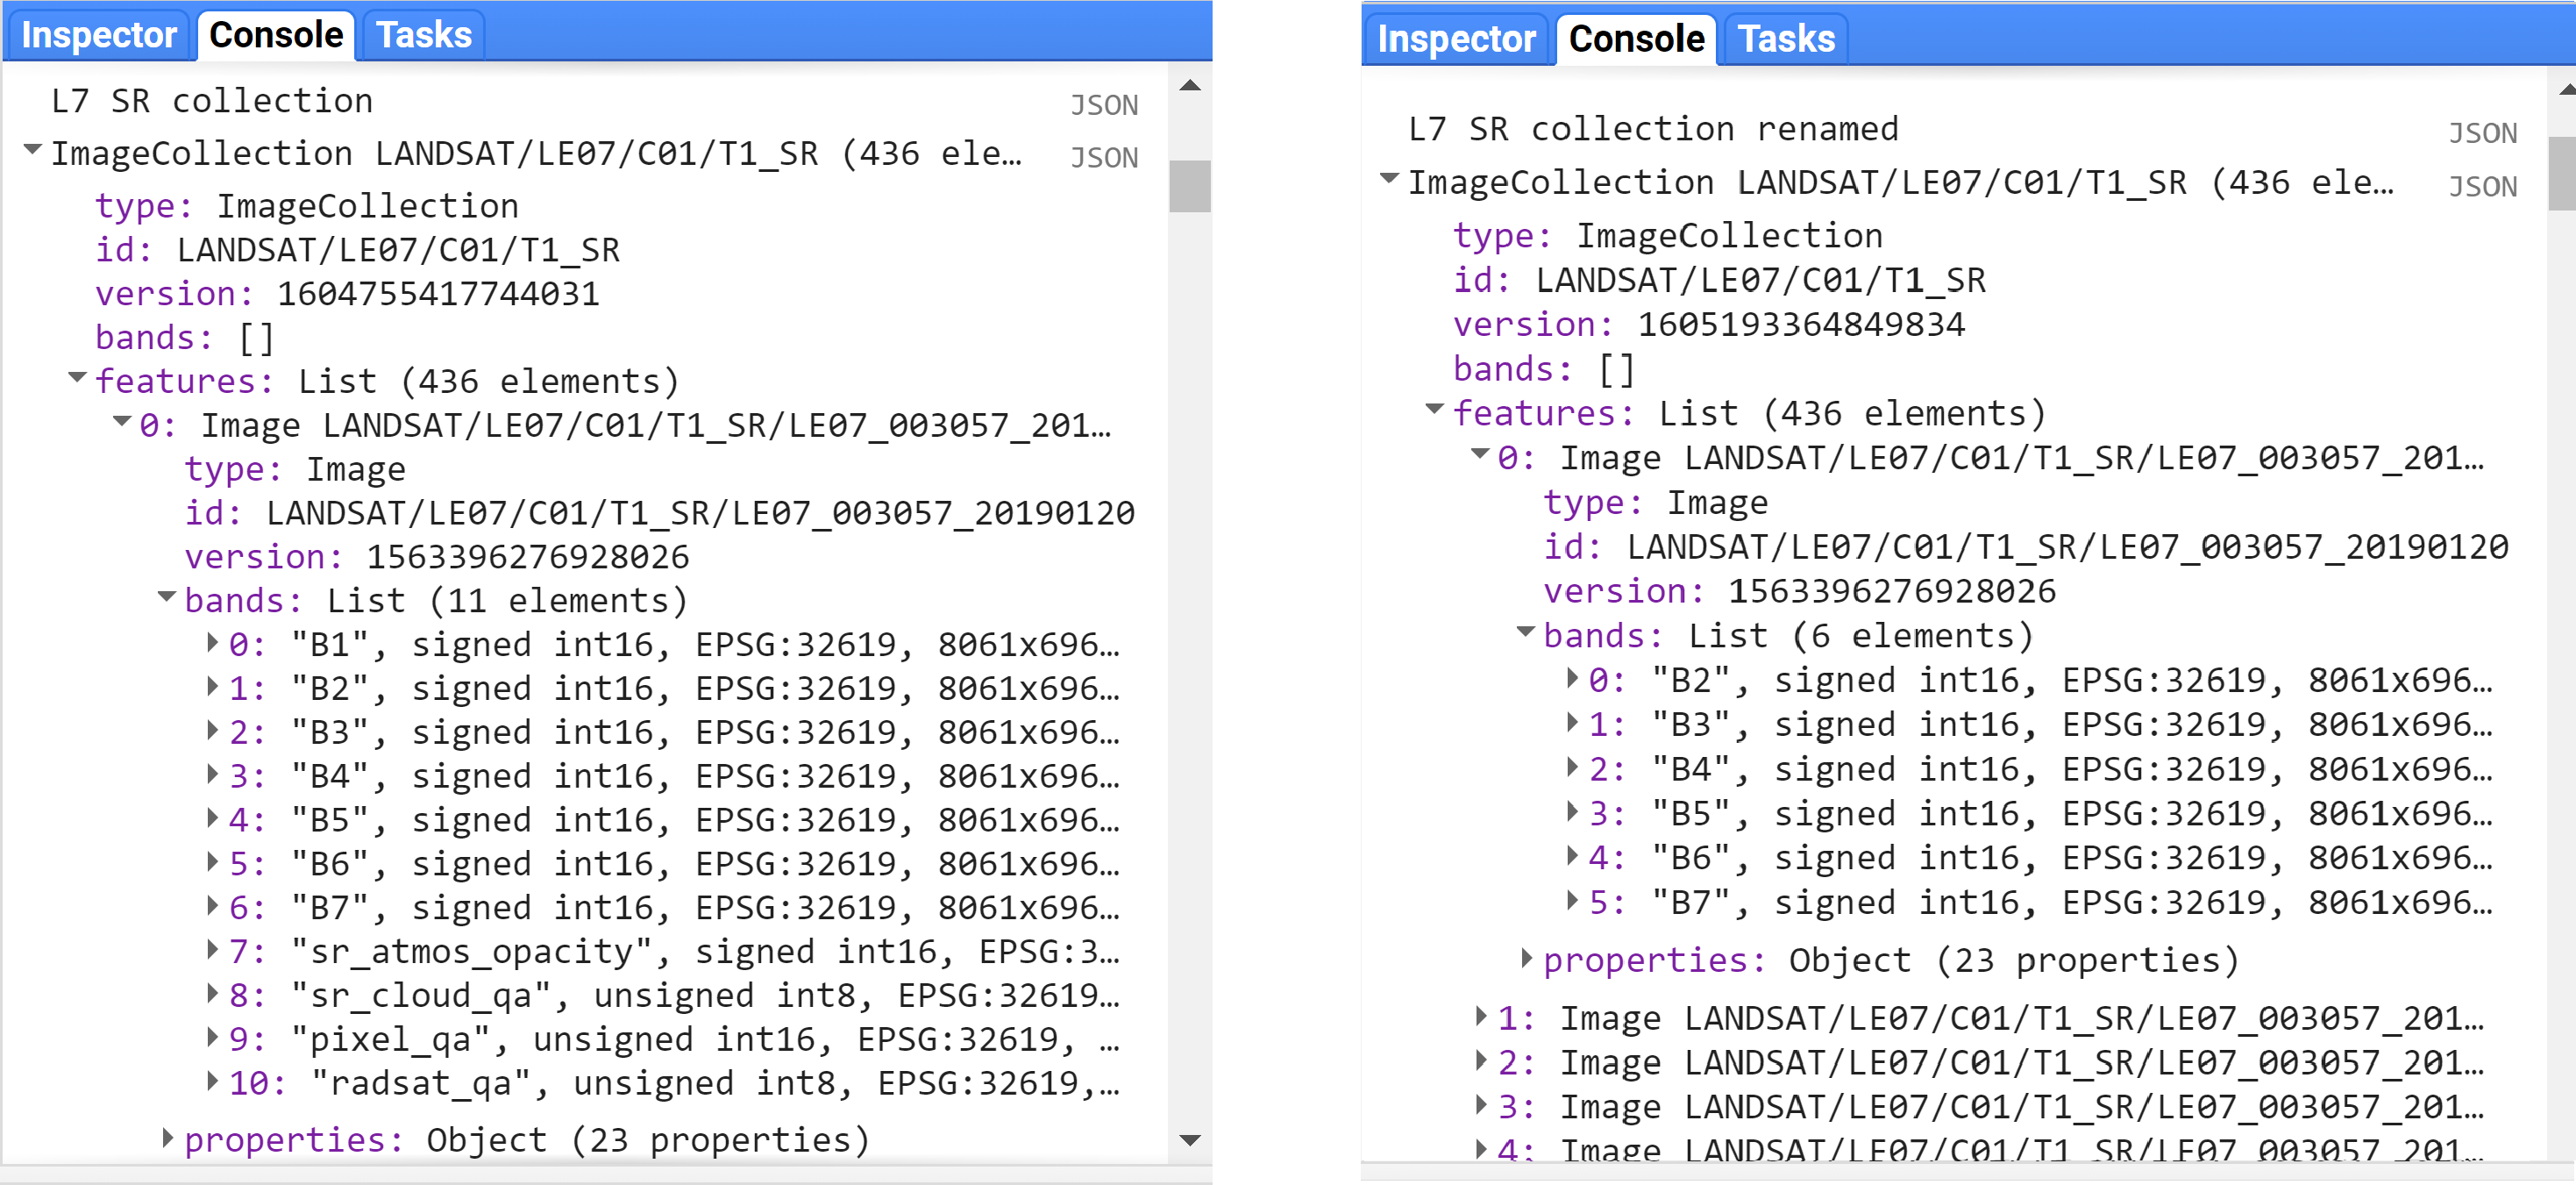 Inspector Console Tasks
L7 SR collection JSON
ImageCollection LANDSAT/LE07/C01/T1_SR (436 ele… JSON
type: ImageCollection
id: LANDSAT/LE07/C01/T1_SR
version: 1604755417744031
bands: []
features: List (436 elements)
0: Image LANDSAT/LE07/C01/T1_SR/LE07_003057_201…
type: Image
id: LANDSAT/LE07/C01/T1_SR/LE07_003057_20190120
version: 1563396276928026
bands: List (11 elements)
0: "B1", signed int16, EPSG:32619, 8061x696…
1: "B2", signed int16, EPSG:32619, 8061x696…
2: "B3", signed int16, EPSG:32619, 8061x696…
3: "B4", signed int16, EPSG:32619, 8061x696…
4: "B5", signed int16, EPSG:32619, 8061x696…
5: "B6", signed int16, EPSG:32619, 8061x696…
6: "B7", signed int16, EPSG:32619, 8061x696…
7: "sr_atmos_opacity", signed int16, EPSG:3…
8: "sr_cloud_qa", unsigned int8, EPSG:32619…
9: "pixel_qa", unsigned int16, EPSG:32619, …
10: "radsat_qa", unsigned int8, EPSG:32619,…
properties: Object (23 properties)
Inspector Console Tasks
L7 SR collection renamed JSON
ImageCollection LANDSAT/LE07/C01/T1_SR (436 ele… JSON
type: ImageCollection
id: LANDSAT/LE07/C01/T1_SR
version: 1605193364849834
bands: []
features: List (436 elements)
0: Image LANDSAT/LE07/C01/T1_SR/LE07_003057_201…
type: Image
id: LANDSAT/LE07/C01/T1_SR/LE07_003057_20190120
version: 1563396276928026
bands: List (6 elements)
0: "B2", signed int16, EPSG:32619, 8061x696…
1: "B3", signed int16, EPSG:32619, 8061x696…
2: "B4", signed int16, EPSG:32619, 8061x696…
3: "B5", signed int16, EPSG:32619, 8061x696…
4: "B6", signed int16, EPSG:32619, 8061x696…
5: "B7", signed int16, EPSG:32619, 8061x696…
properties: Object (23 properties)
1: Image LANDSAT/LE07/C01/T1_SR/LE07_003057_201…
2: Image LANDSAT/LE07/C01/T1_SR/LE07_003057_201…
3: Image LANDSAT/LE07/C01/T1_SR/LE07_003057_201…
4: Image LANDSAT/LE07/C01/T1_SR/LE07_003057_201…